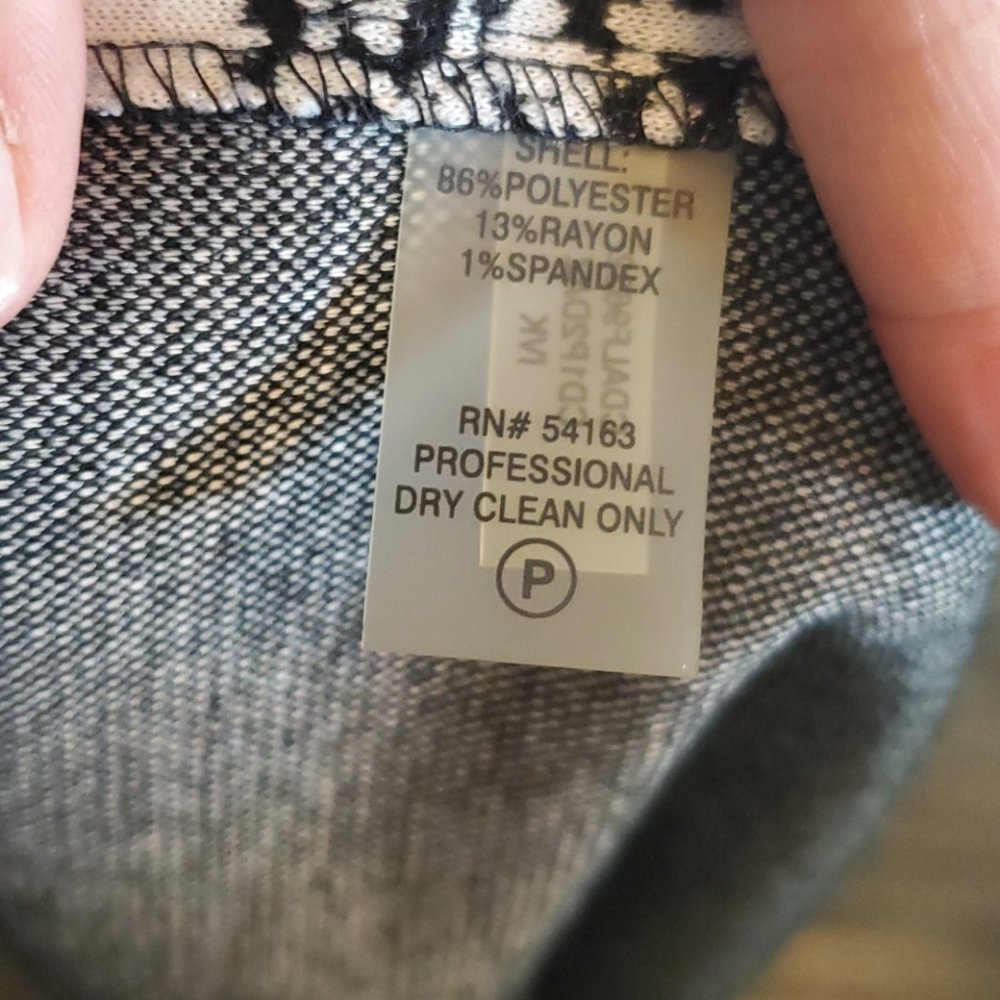 SHELL:
86%POLYESTER
13%RAYON
1%SPANDEX
RN# 54163
PROFESSIONAL
DRY CLEAN ONLY
P